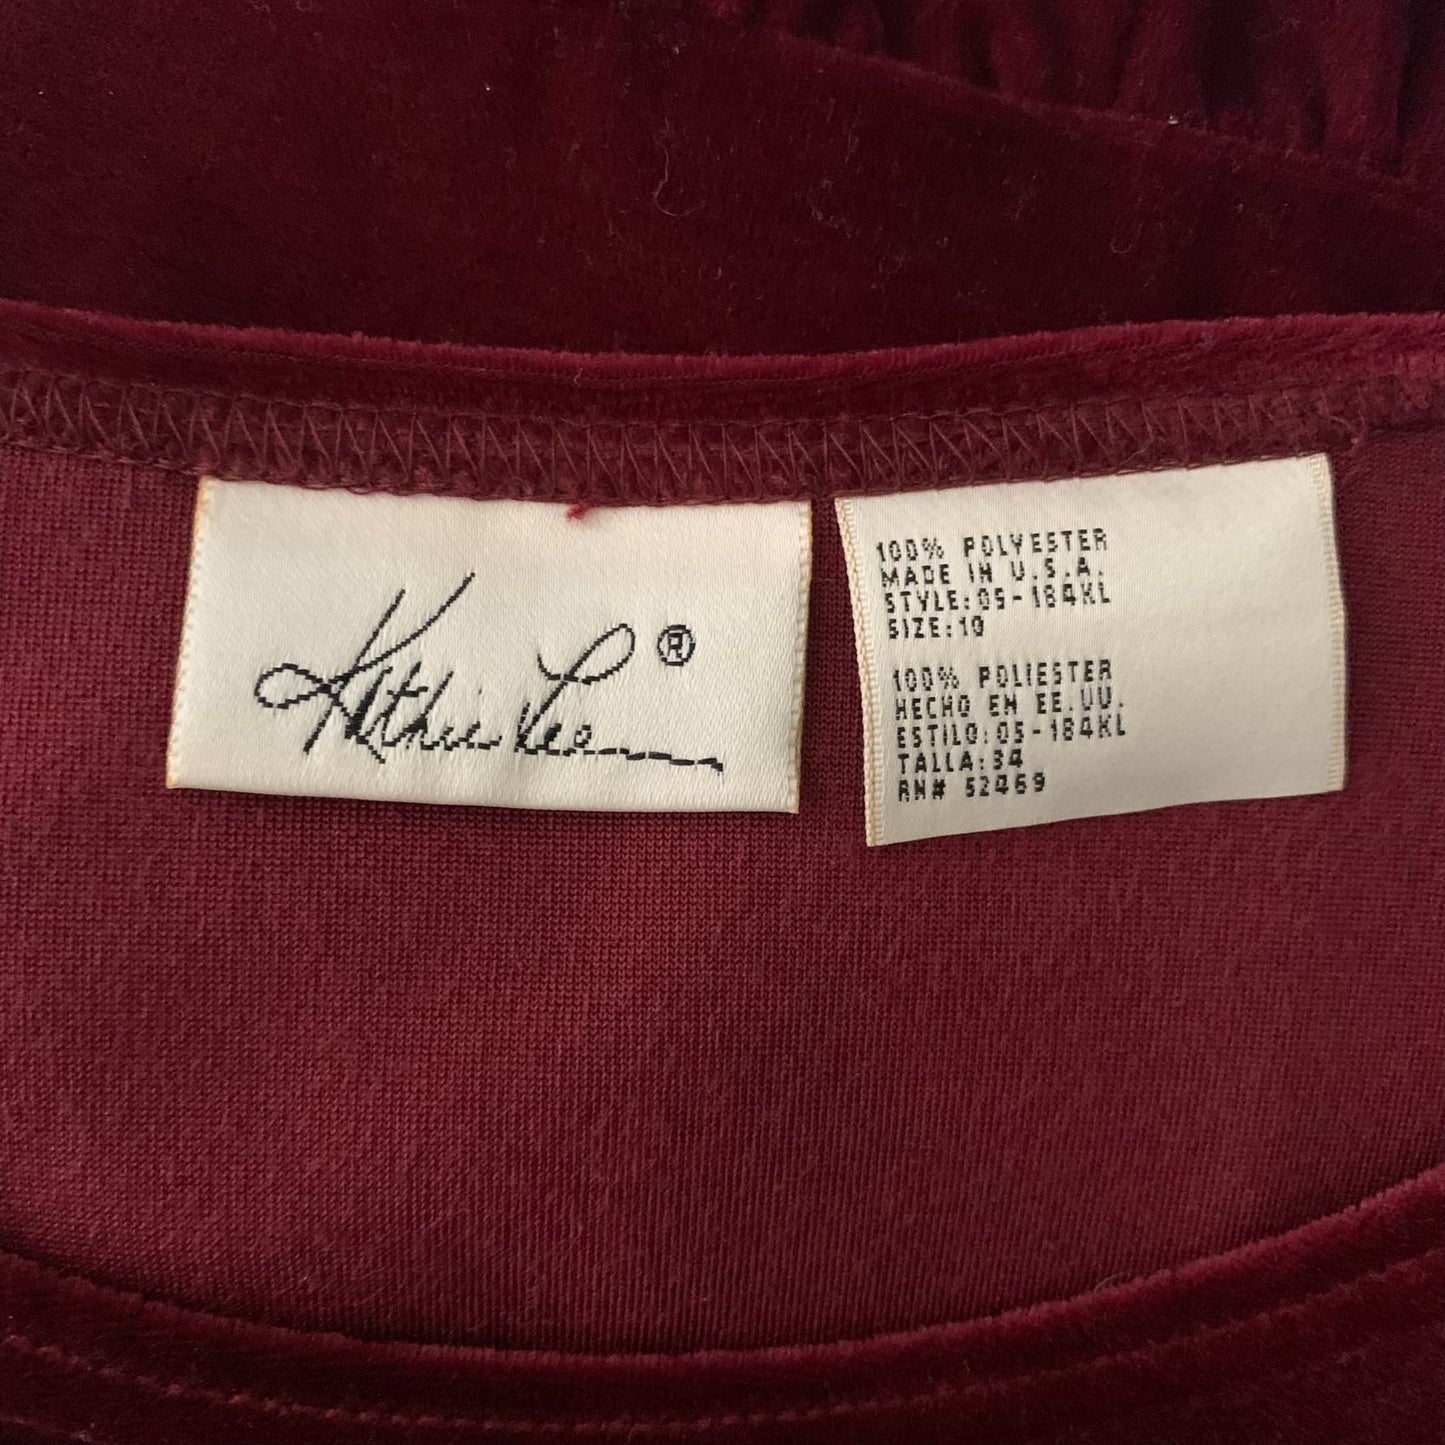 Kathie Lee ®
100% POLYESTER
MADE IN U.S.A.
STYLE:05-184KL
SIZE:10
100% POLIESTER
HECHO EN EE.UU.
ESTILO:05-184KL
TALLA:34
RN# 52469